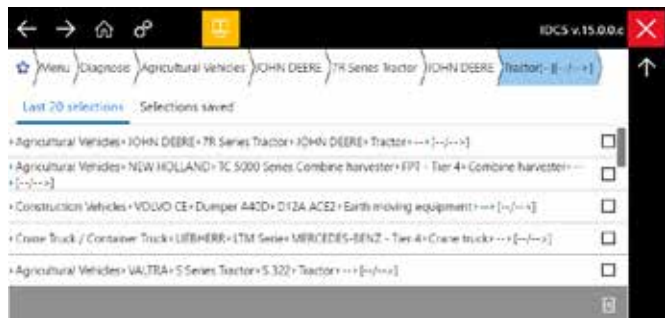 IDC5 v.15.0.0.c
Menu Diagnosis Agricultural Vehicles JOHN DEERE 7R Series Tractor JOHN DEERE Tractor
Last 20 selections Selections saved
Agricultural Vehicles JOHN DEERE 7R Series Tractor JOHN DEERE Tractor --- [--/-->]
Agricultural Vehicles NEW HOLLAND TC 5000 Series Combine harvester FPT - Tier 4 Combine harvester ---
[--/-->]
Construction Vehicles VOLVO CE Dumper A40D D12A ACE2 Earth moving equipment --- [--/-->]
Crane Truck / Container Truck LIEBHERR LTM Serie MERCEDES-BENZ - Tier 4 Crane truck --- [--/-->]
Agricultural Vehicles VALTRA S Series Tractor S 322 Tractor --- [--/-->]